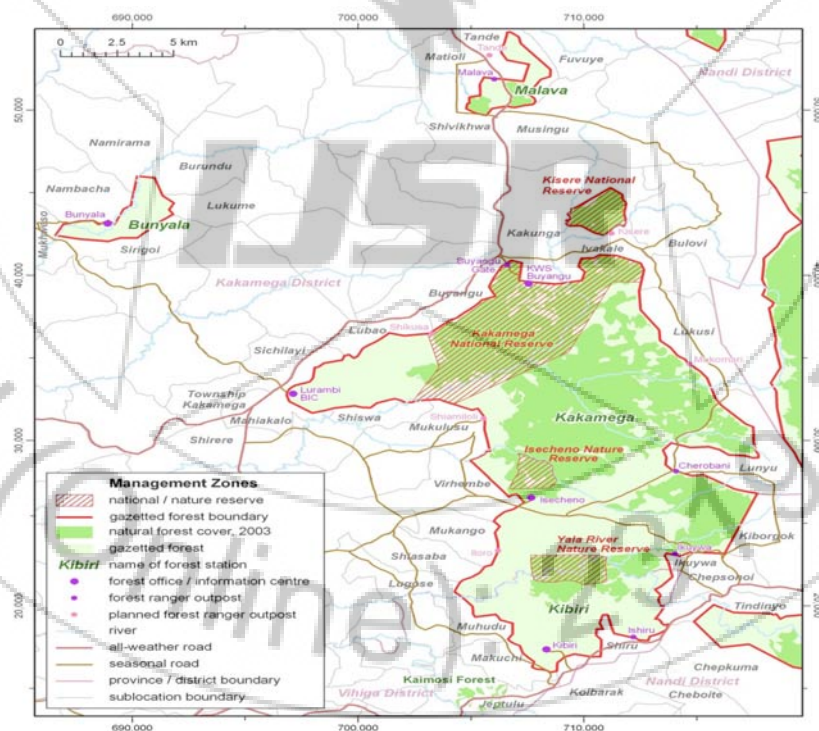 690.000 700.000 710.000
0 2.5 5 km
Tande
Tande
Matioli
Fuvuye
Malava
Nandi District
Malava
50.000
Shivikhwa
Musingu
Namirama
IJSR
Burundu
Kisere National
Reserve
Nambacha
Lukume
Bunyala
Bunyala
Kisere
Kakunga
Sirigoi
Ivakale
Bulovi
Buyangu
Gate
KWS
Buyangu
40.000
Kakamega District
Buyangu
Lubao
Shikusa
Kakamega
National Reserve
Lukusi
Sichilayi
Lurambi
BIC
Township
Kakamega
Shiswa
Shiamiloli
Kakamega
Mahiakalo
Mukulusu
30.000
Shirere
Isecheno Nature
Reserve
Cherobani
Lunyu
Virhembe
Isecheno
Management Zones
national / nature reserve
gazetted forest boundary
natural forest cover, 2003
gazetted forest
Kibiri name of forest station
forest office / information centre
forest ranger outpost
planned forest ranger outpost
river
all-weather road
seasonal road
province / district boundary
sublocation boundary
Mukango
Kiborgok
Yala River
Nature Reserve
Ikuywa
Ikuywa
Iloro
Shiasaba
Chepsonoi
Luguse
20.000
Kibiri
Tindinyo
Muhudu
Ishiru
Shiru
Kibiri
Makuchi
Chepkuma
Kaimosi Forest
Nandi District
Vihiga District
Kolbarak
Cheboite
Jeptulu
690.000 700.000 710.000